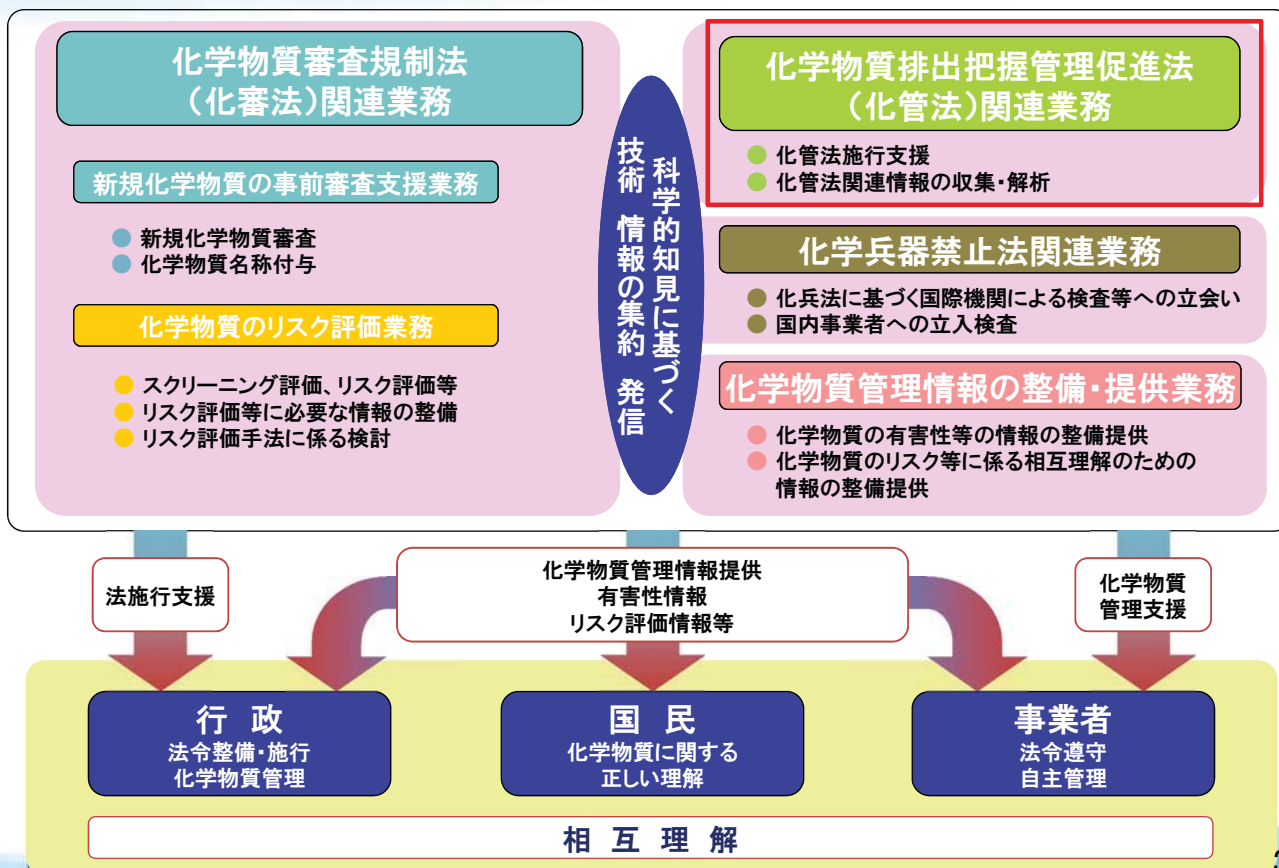 化学物質審査規制法
（化審法）関連業務
新規化学物質の事前審査支援業務
● 新規化学物質審査
● 化学物質名称付与
化学物質のリスク評価業務
● スクリーニング評価、リスク評価等
● リスク評価等に必要な情報の整備
● リスク評価手法に係る検討
科学的知見に基づく
技術 情報の集約 発信
化学物質排出把握管理促進法
（化管法）関連業務
● 化管法施行支援
● 化管法関連情報の収集・解析
化学兵器禁止法関連業務
● 化兵法に基づく国際機関による検査等への立会い
● 国内事業者への立入検査
化学物質管理情報の整備・提供業務
● 化学物質の有害性等の情報の整備提供
● 化学物質のリスク等に係る相互理解のための
情報の整備提供
法施行支援
化学物質管理情報提供
有害性情報
リスク評価情報等
化学物質
管理支援
行 政
法令整備・施行
化学物質管理
国 民
化学物質に関する
正しい理解
事業者
法令遵守
自主管理
相 互 理 解